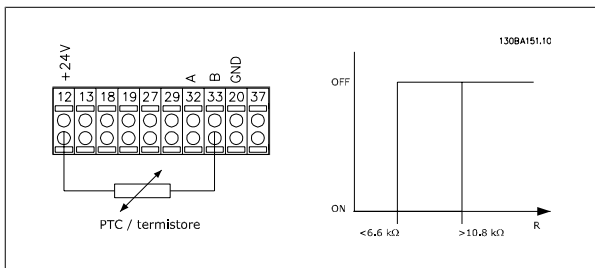 130BA151.10
+24V
A
B
GND
12 13 18 19 27 29 32 33 20 37
PTC / termistore
OFF
ON
<6.6 kΩ
>10.8 kΩ
R